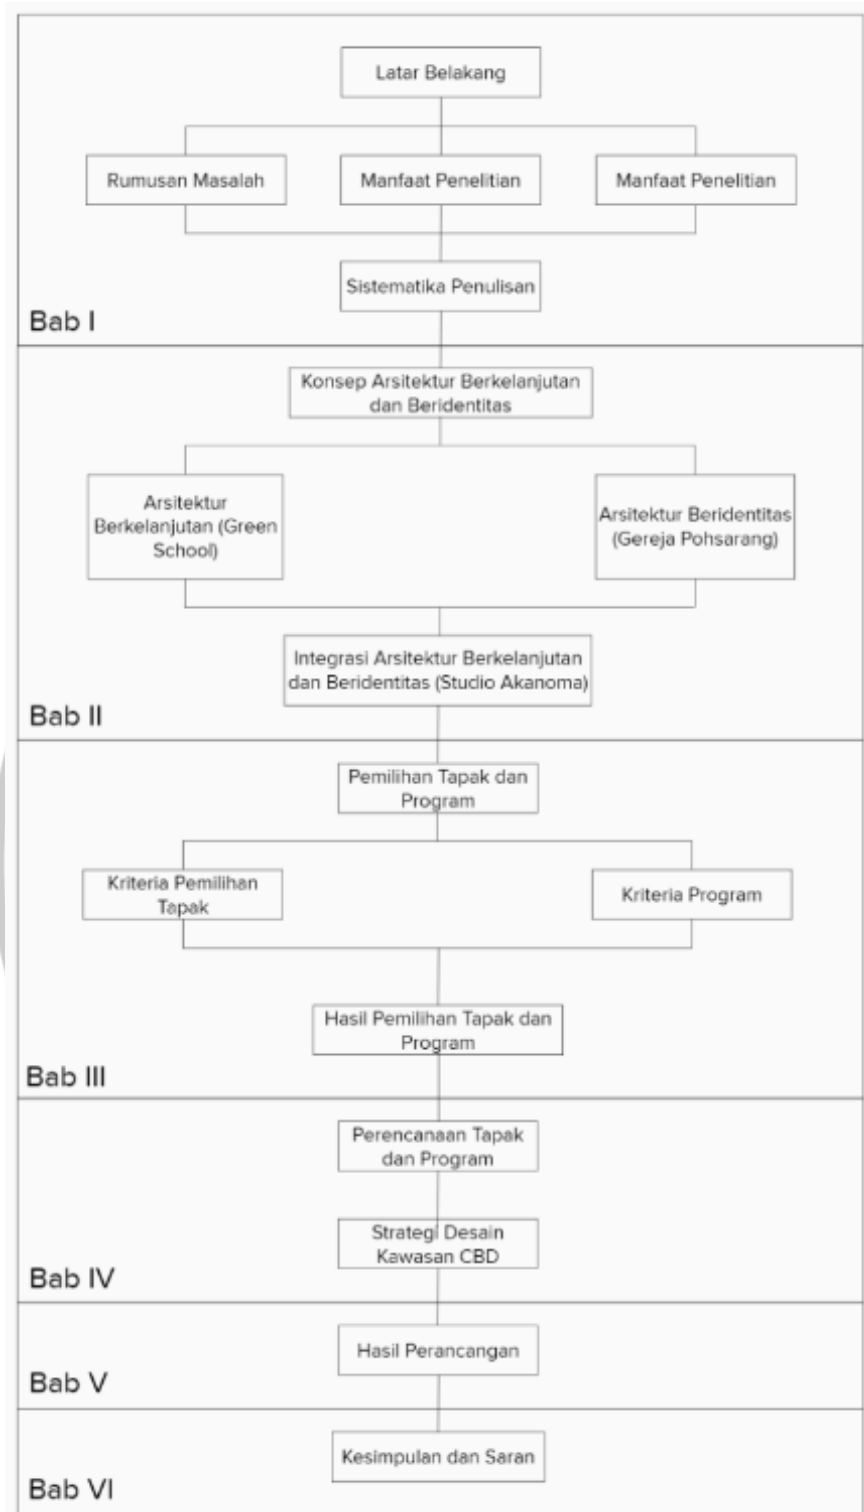 Latar Belakang
Rumusan Masalah
Manfaat Penelitian
Manfaat Penelitian
Sistematika Penulisan
Bab I
Konsep Arsitektur Berkelanjutan
dan Beridentitas
Arsitektur
Berkelanjutan (Green
School)
Arsitektur Beridentitas
(Gereja Pohsarang)
Integrasi Arsitektur Berkelanjutan
dan Beridentitas (Studio Akanoma)
Bab II
Pemilihan Tapak dan
Program
Kriteria Pemilihan
Tapak
Kriteria Program
Hasil Pemilihan Tapak dan
Program
Bab III
Perencanaan Tapak
dan Program
Strategi Desain
Kawasan CBD
Bab IV
Hasil Perancangan
Bab V
Kesimpulan dan Saran
Bab VI